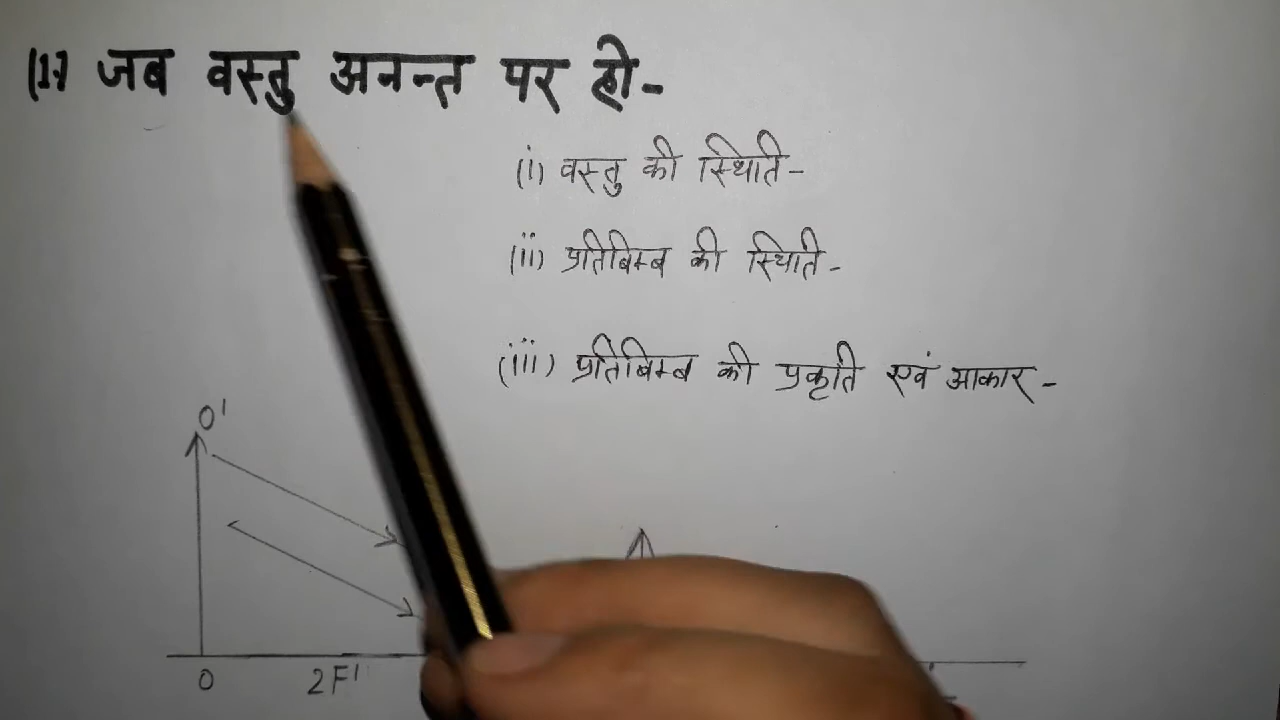 (1.) जब वस्तु अनन्त पर हो-
(i) वस्तु की स्थिति-
(ii) प्रतिबिम्ब की स्थिति-
(iii) प्रतिबिम्ब की प्रकृति एवं आकार-
O'
O 2F'